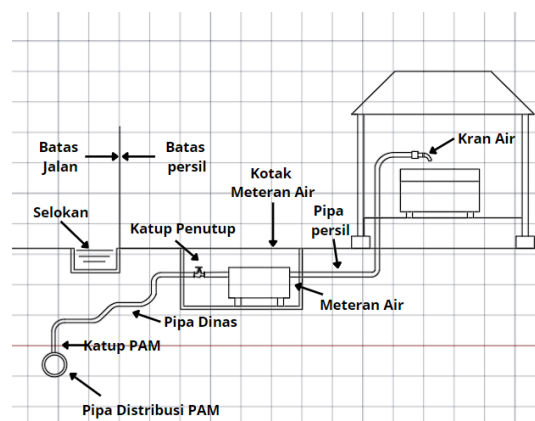 Kran Air
Batas
Jalan
Batas
persil
Kotak
Meteran Air
Selokan
Katup Penutup
Pipa
persil
Meteran Air
Pipa Dinas
Katup PAM
Pipa Distribusi PAM